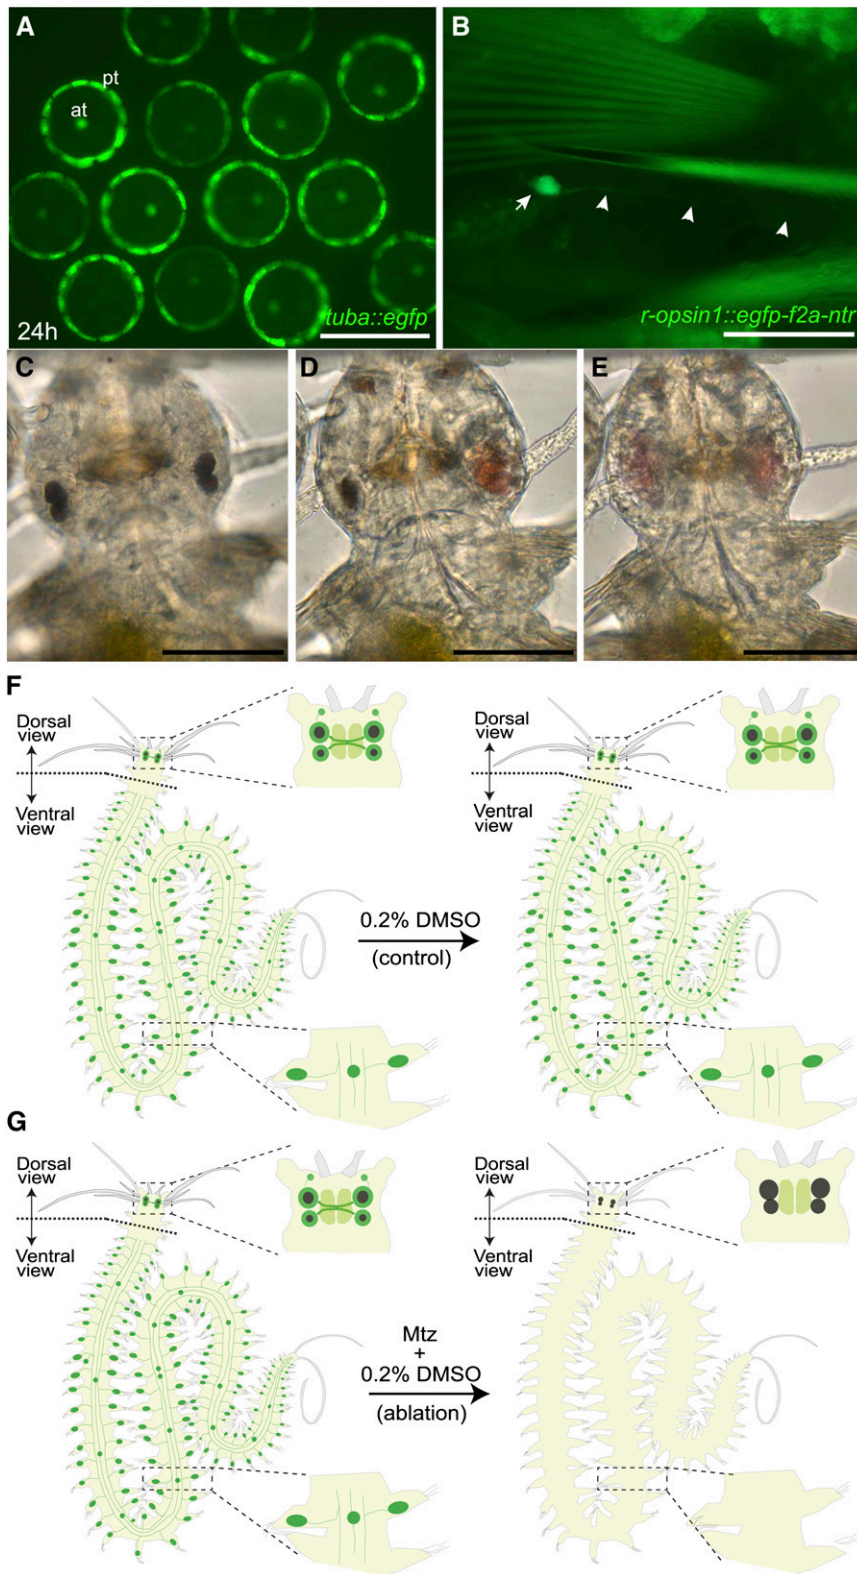 A
pt
at
24h
tuba::egfp
B
r-opsin1::egfp-f2a-ntr
C
D
E
F
Dorsal
view
Ventral
view
0.2% DMSO
(control)
Dorsal
view
Ventral
view
G
Dorsal
view
Ventral
view
Mtz
+
0.2% DMSO
(ablation)
Dorsal
view
Ventral
view